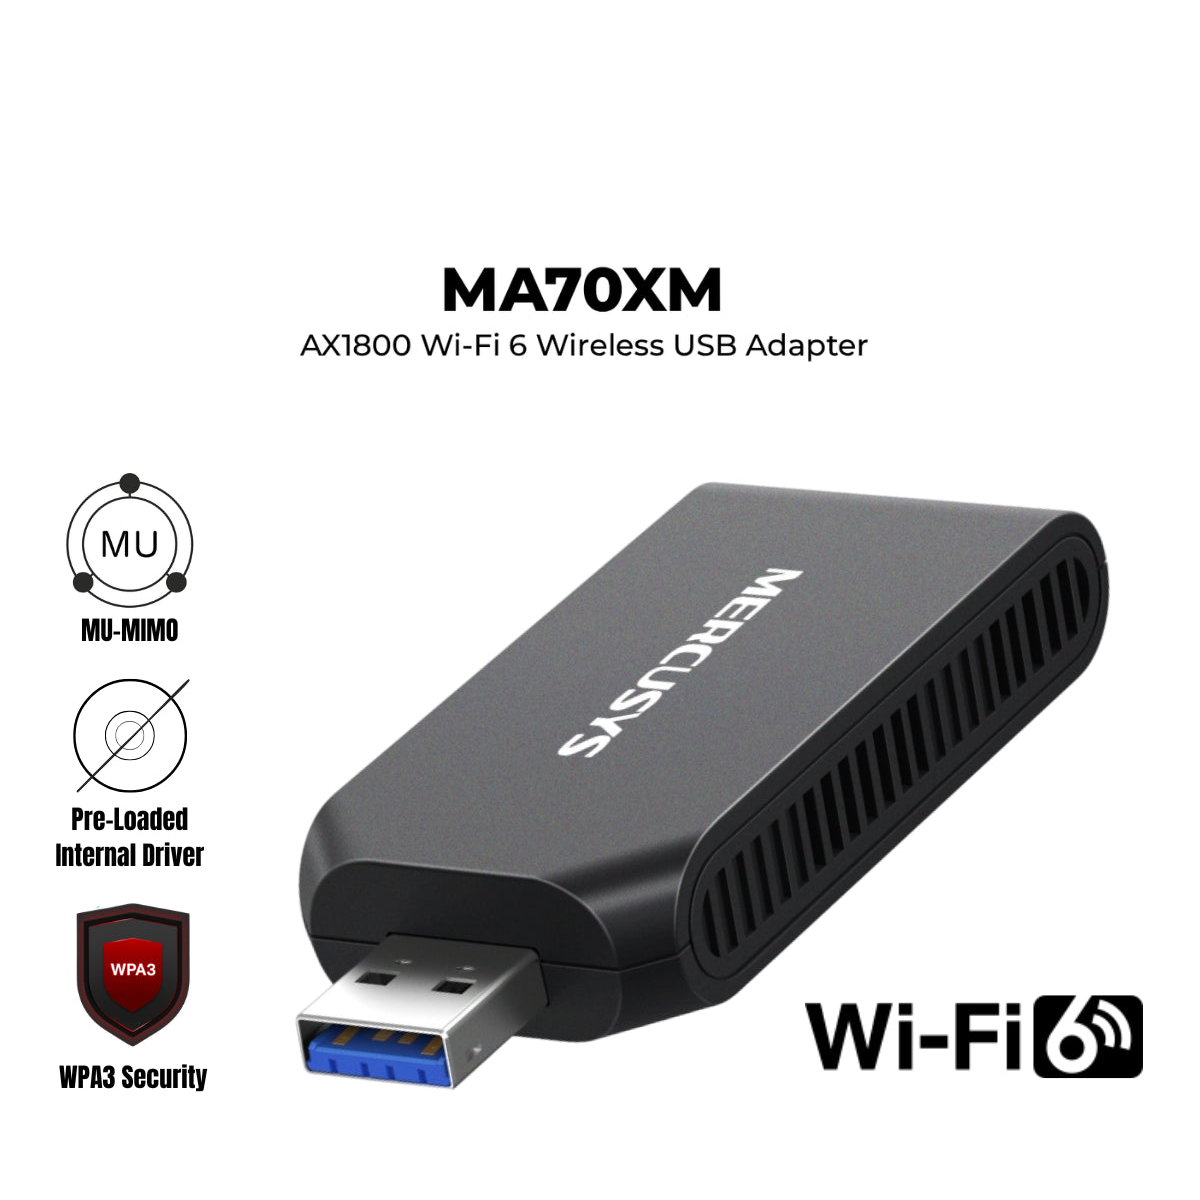 MA70XM
AX1800 Wi-Fi 6 Wireless USB Adapter
MU
MU-MIMO
Pre-Loaded
Internal Driver
WPA3
WPA3 Security
MERCUSYS
Wi-Fi 6